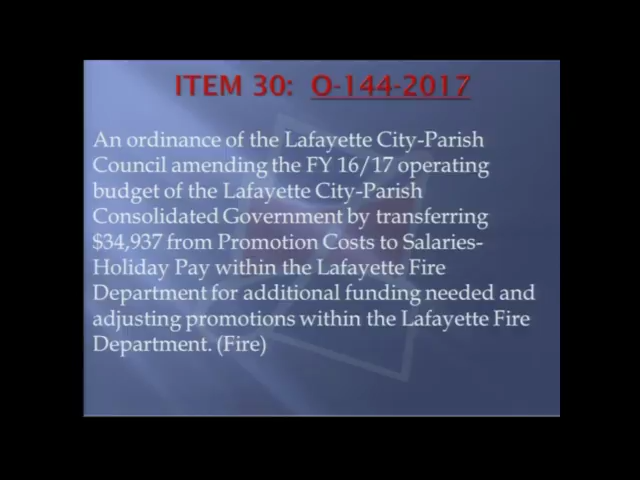 ITEM 30: O-144-2017
An ordinance of the Lafayette City-Parish
Council amending the FY 16/17 operating
budget of the Lafayette City-Parish
Consolidated Government by transferring
$34,937 from Promotion Costs to Salaries-
Holiday Pay within the Lafayette Fire
Department for additional funding needed and
adjusting promotions within the Lafayette Fire
Department. (Fire)